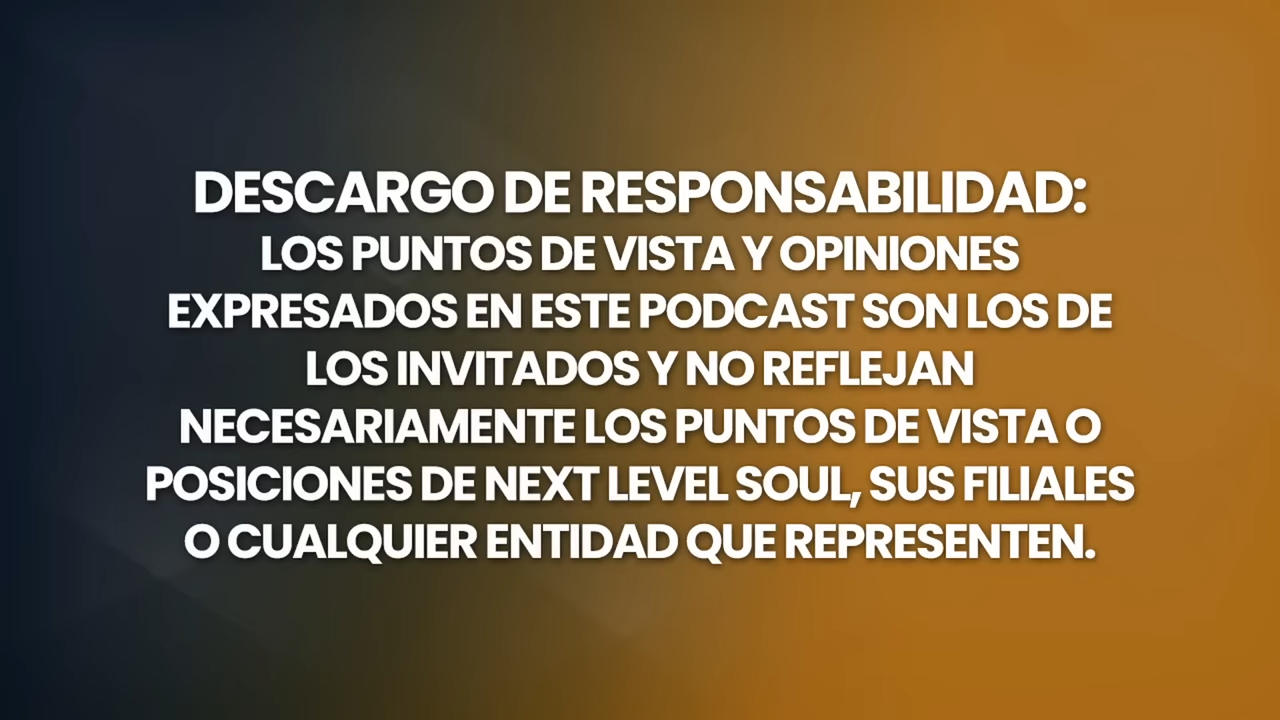 DESCARGO DE RESPONSABILIDAD:
LOS PUNTOS DE VISTA Y OPINIONES
EXPRESADOS EN ESTE PODCAST SON LOS DE
LOS INVITADOS Y NO REFLEJAN
NECESARIAMENTE LOS PUNTOS DE VISTA O
POSICIONES DE NEXT LEVEL SOUL, SUS FILIALES
O CUALQUIER ENTIDAD QUE REPRESENTEN.